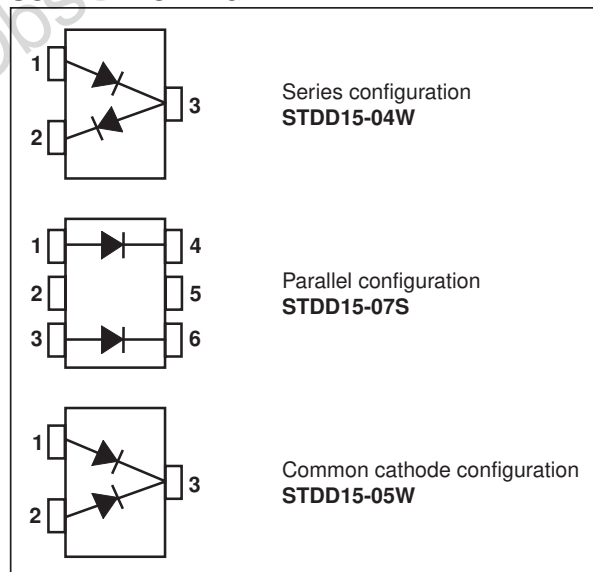 1
3
2
Series configuration
STDD15-04W
1 4
2 5
3 6
Parallel configuration
STDD15-07S
1
3
2
Common cathode configuration
STDD15-05W